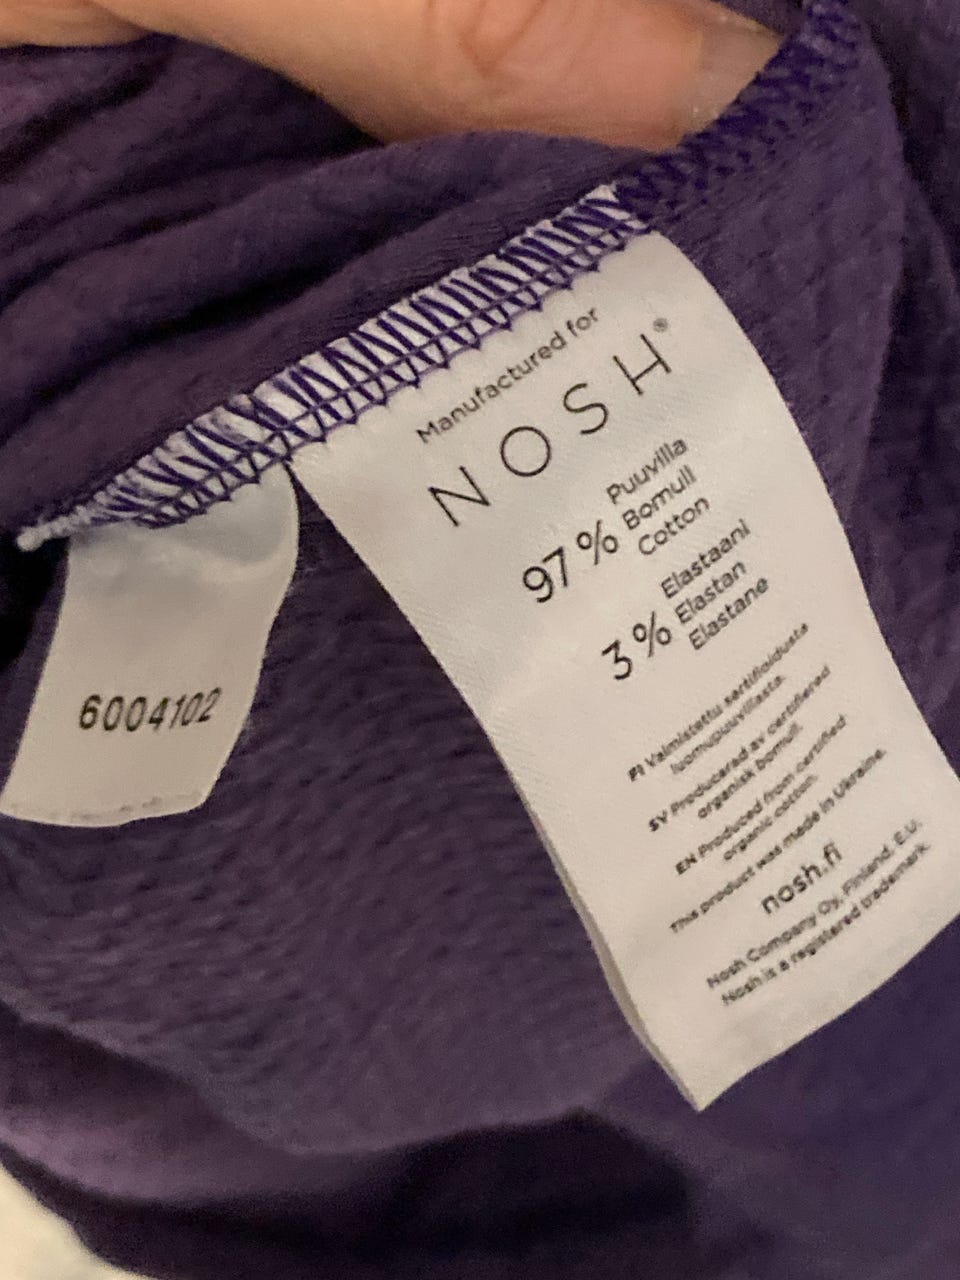 Manufactured for
NOSH®
97% Puuvilla
Bomull
Cotton
3% Elastaani
Elastan
Elastane
FI Valmistettu sertifioidusta
luomupuuvillasta.
SV Producerad av certifierad
organisk bomull.
EN Produced from certified
organic cotton.
This product was made in Ukraine.
nosh.fi
Nosh Company Oy, Finland, E.U.
Nosh is a registered trademark.
6004102